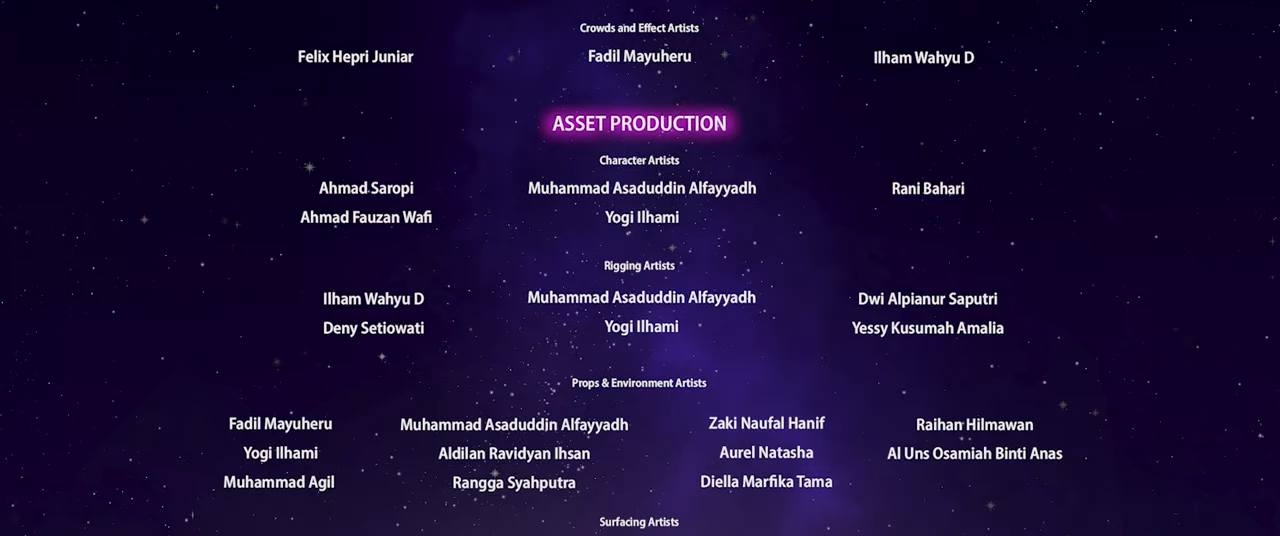 Crowds and Effect Artists
Felix Hepri Juniar Fadil Mayuheru Ilham Wahyu D
ASSET PRODUCTION
Character Artists
Ahmad Saropi Muhammad Asaduddin Alfayyadh Rani Bahari
Ahmad Fauzan Wafi Yogi Ilhami
Rigging Artists
Ilham Wahyu D Muhammad Asaduddin Alfayyadh Dwi Alpianur Saputri
Deny Setiowati Yogi Ilhami Yessy Kusumah Amalia
Props & Environment Artists
Fadil Mayuheru Muhammad Asaduddin Alfayyadh Zaki Naufal Hanif Raihan Hilmawan
Yogi Ilhami Aldilan Ravidyan Ihsan Aurel Natasha Al Uns Osamiah Binti Anas
Muhammad Agil Rangga Syahputra Diella Marfika Tama
Surfacing Artists